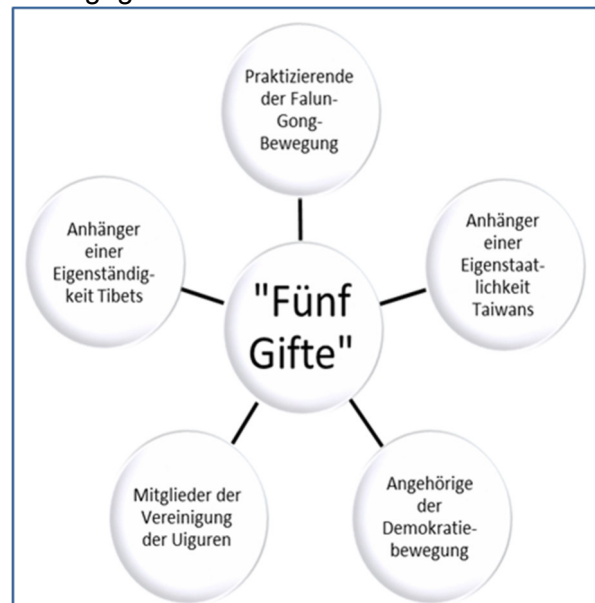 Praktizierende
der Falun-
Gong-
Bewegung
Anhänger
einer
Eigenständig-
keit Tibets
Anhänger
einer
Eigenstaat-
lichkeit
Taiwans
"Fünf
Gifte"
Mitglieder der
Vereinigung
der Uiguren
Angehörige
der
Demokratie-
bewegung